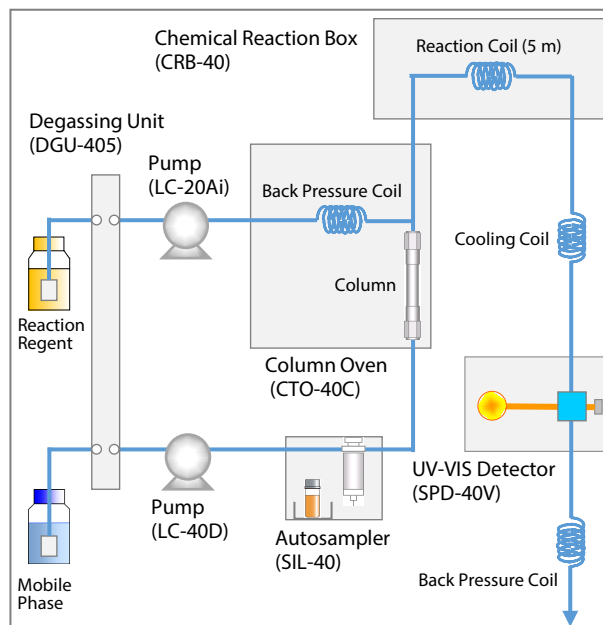 Chemical Reaction Box
(CRB-40)
Reaction Coil (5 m)
Degassing Unit
(DGU-405)
Pump
(LC-20Ai)
Back Pressure Coil
Cooling Coil
Column
Reaction
Regent
Column Oven
(CTO-40C)
UV-VIS Detector
(SPD-40V)
Pump
(LC-40D)
Autosampler
(SIL-40)
Mobile
Phase
Back Pressure Coil